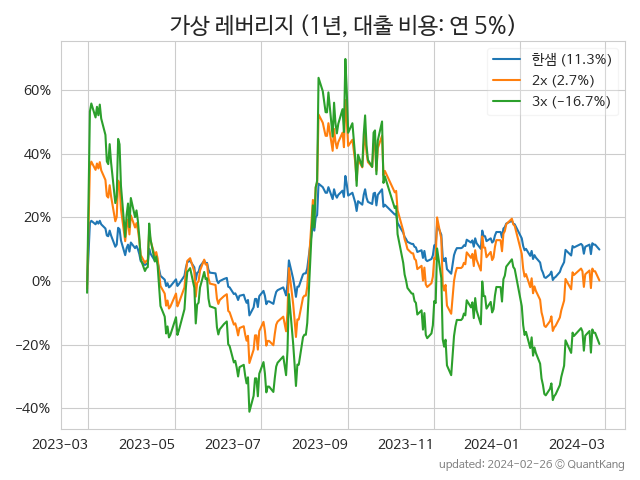 가상 레버리지 (1년, 대출 비용: 연 5%)
한샘 (11.3%)
2x (2.7%)
3x (−16.7%)
60%
40%
20%
0%
−20%
−40%
2023-03 2023-05 2023-07 2023-09 2023-11 2024-01 2024-03
updated: 2024-02-26 © QuantKang